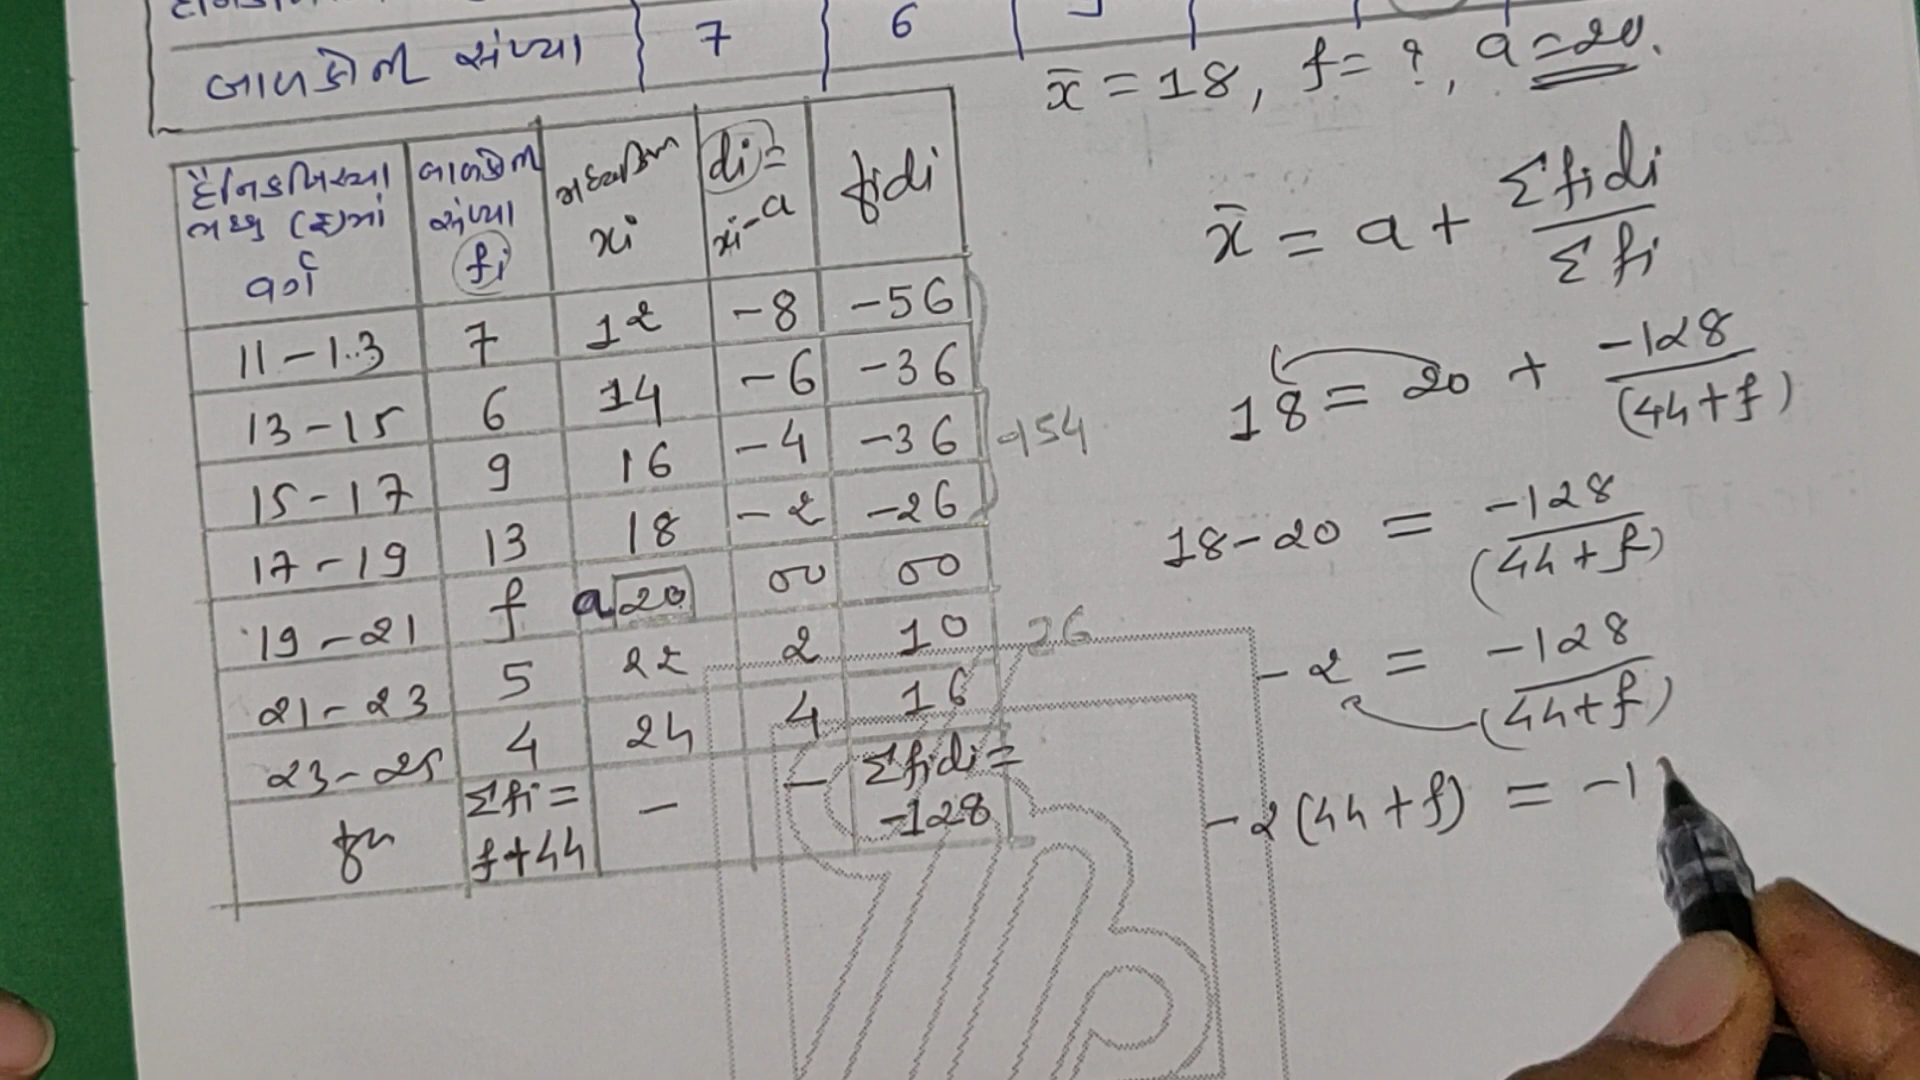 બાળકોની સંખ્યા 7 6
x̄ = 18, f = ?, a = 20.
દૈનિક ખિસ્સા બાળકોની મધ્યકિંમત di = fidi
ભથ્થુ (રૂ)માં સંખ્યા xi xi - a
વર્ગ fi
11 - 13 7 12 -8 -56
13 - 15 6 14 -6 -36
15 - 17 9 16 -4 -36 -154
17 - 19 13 18 -2 -26
19 - 21 f a 20 00 00
21 - 23 5 22 2 10 26
23 - 25 4 24 4 16
કુલ Σfi = f + 44 — — Σfidi = -128
x̄ = a + Σfidi / Σfi
18 = 20 + -128 / (44 + f)
18 - 20 = -128 / (44 + f)
-2 = -128 / (44 + f)
-2 (44 + f) = -1